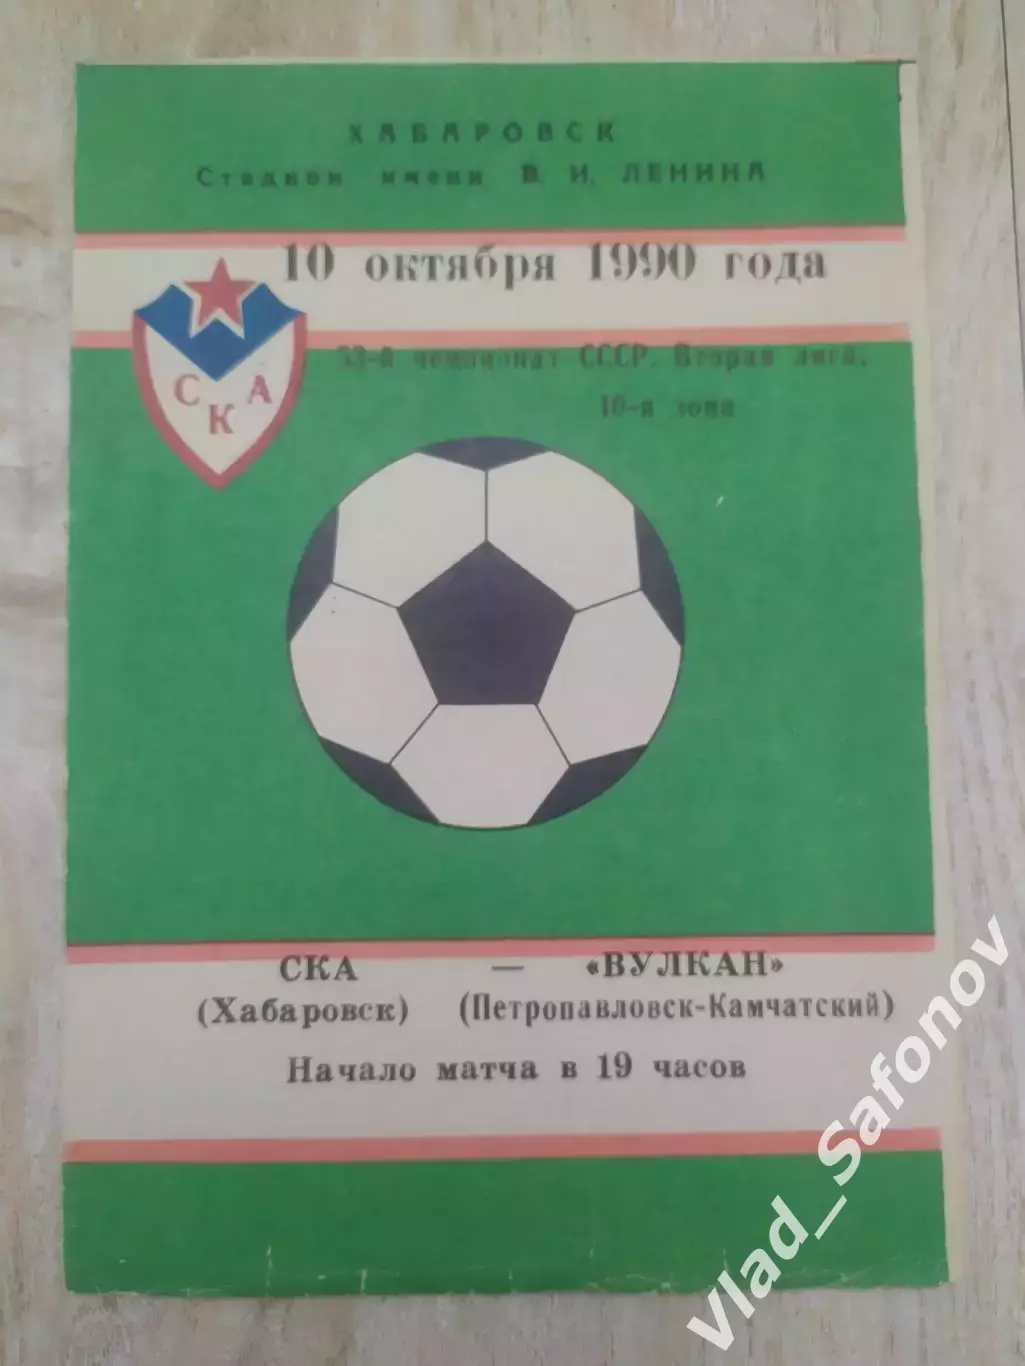 ХАБАРОВСК
Стадион имени В. И. ЛЕНИНА
10 октября 1990 года
СКА
53-й чемпионат СССР. Вторая лига.
10-я зона
СКА — «ВУЛКАН»
(Хабаровск) (Петропавловск-Камчатский)
Начало матча в 19 часов
Vlad_Safonov